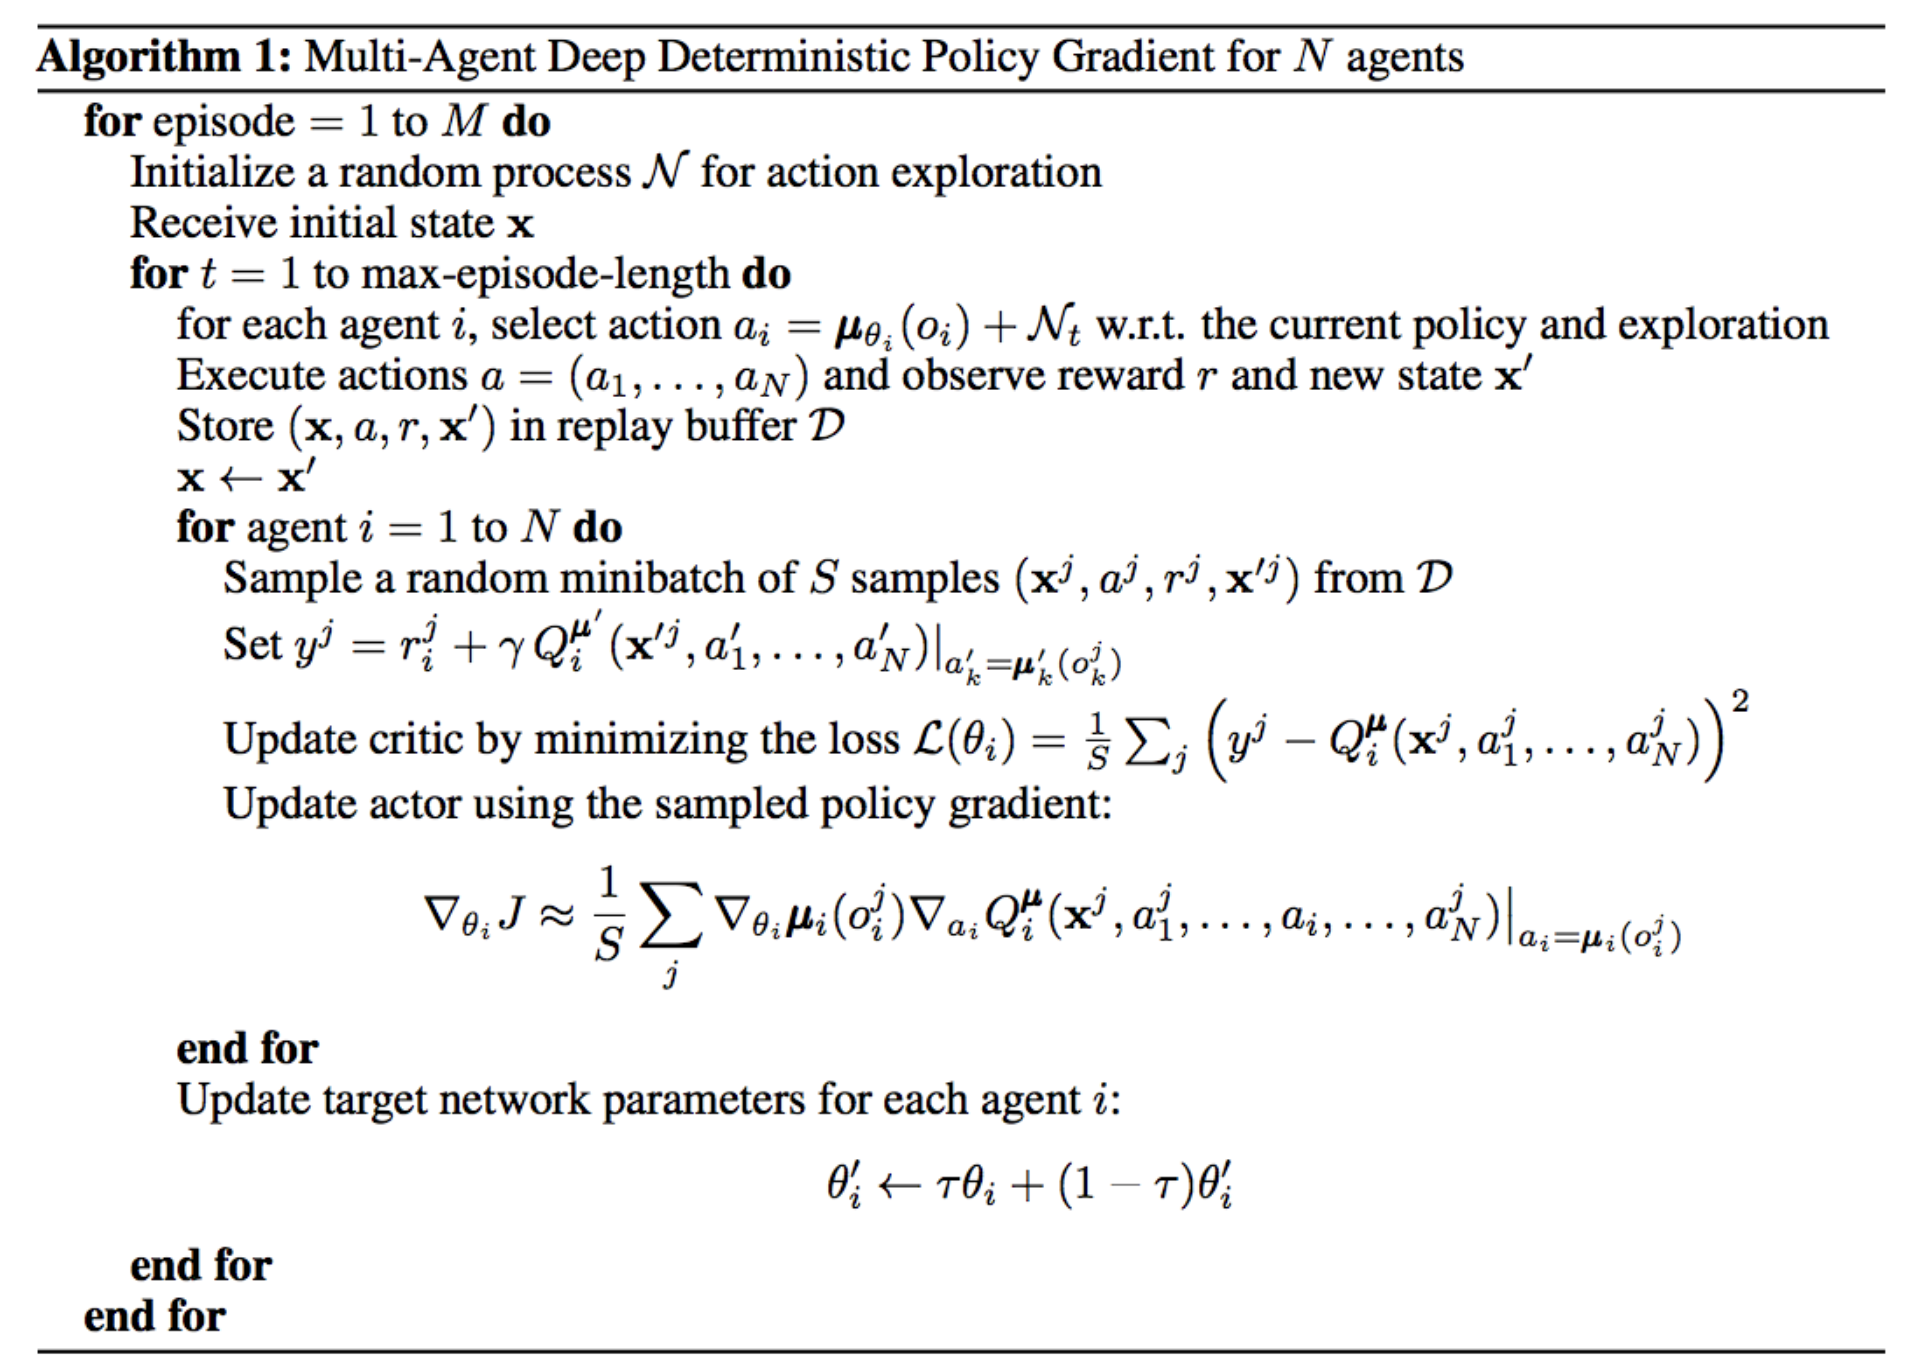 Algorithm 1: Multi-Agent Deep Deterministic Policy Gradient for $N$ agents
for episode = 1 to $M$ do
Initialize a random process $\mathcal{N}$ for action exploration
Receive initial state $\mathbf{x}$
for $t = 1$ to max-episode-length do
for each agent $i$, select action $a_i = \boldsymbol{\mu}_{\theta_i}(o_i) + \mathcal{N}_t$ w.r.t. the current policy and exploration
Execute actions $a = (a_1, \ldots, a_N)$ and observe reward $r$ and new state $\mathbf{x}'$
Store $(\mathbf{x}, a, r, \mathbf{x}')$ in replay buffer $\mathcal{D}$
$\mathbf{x} \leftarrow \mathbf{x}'$
for agent $i = 1$ to $N$ do
Sample a random minibatch of $S$ samples $(\mathbf{x}^j, a^j, r^j, \mathbf{x}'^j)$ from $\mathcal{D}$
Set $y^j = r_i^j + \gamma Q_i^{\boldsymbol{\mu}'}(\mathbf{x}'^j, a_1', \ldots, a_N')|_{a_k' = \boldsymbol{\mu}_k'(o_k^j)}$
Update critic by minimizing the loss $\mathcal{L}(\theta_i) = \frac{1}{S} \sum_j \left( y^j - Q_i^{\boldsymbol{\mu}}(\mathbf{x}^j, a_1^j, \ldots, a_N^j) \right)^2$
Update actor using the sampled policy gradient:
$\nabla_{\theta_i} J \approx \frac{1}{S} \sum_j \nabla_{\theta_i} \boldsymbol{\mu}_i(o_i^j) \nabla_{a_i} Q_i^{\boldsymbol{\mu}}(\mathbf{x}^j, a_1^j, \ldots, a_i, \ldots, a_N^j)|_{a_i = \boldsymbol{\mu}_i(o_i^j)}$
end for
Update target network parameters for each agent $i$:
$\theta_i' \leftarrow \tau \theta_i + (1 - \tau) \theta_i'$
end for
end for